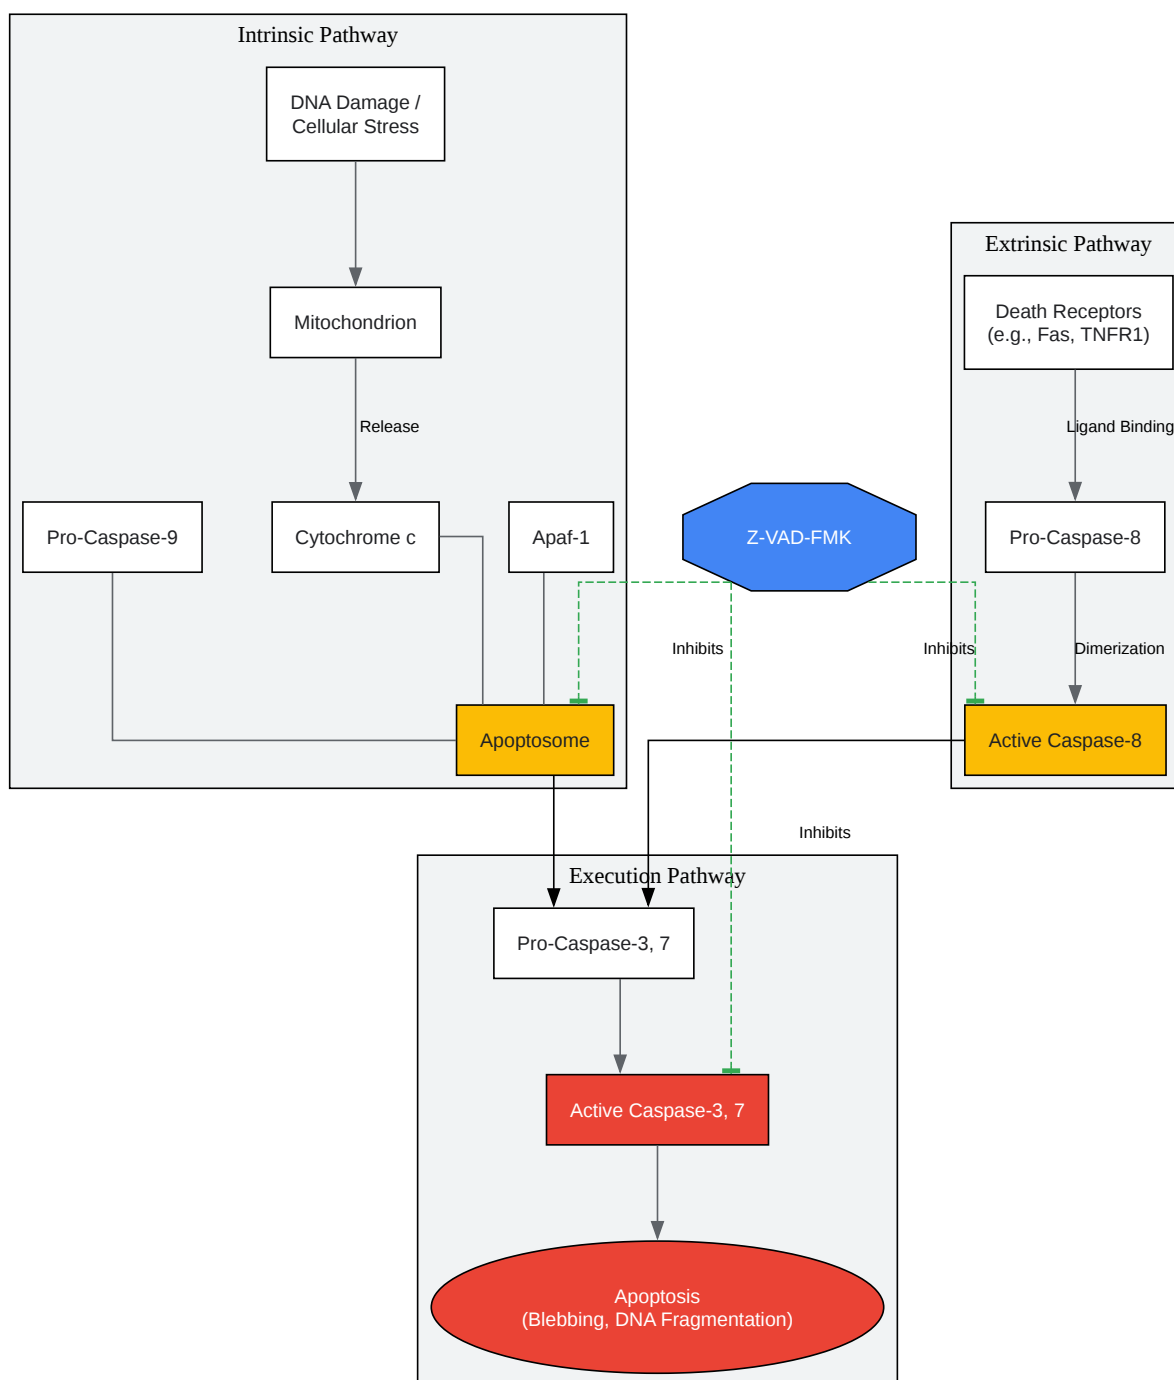 Intrinsic Pathway
DNA Damage /
Cellular Stress
Mitochondrion
Release
Pro-Caspase-9
Cytochrome c
Apaf-1
Apoptosome
Z-VAD-FMK
Inhibits
Inhibits
Inhibits
Extrinsic Pathway
Death Receptors
(e.g., Fas, TNFR1)
Ligand Binding
Pro-Caspase-8
Dimerization
Active Caspase-8
Execution Pathway
Pro-Caspase-3, 7
Active Caspase-3, 7
Apoptosis
(Blebbing, DNA Fragmentation)